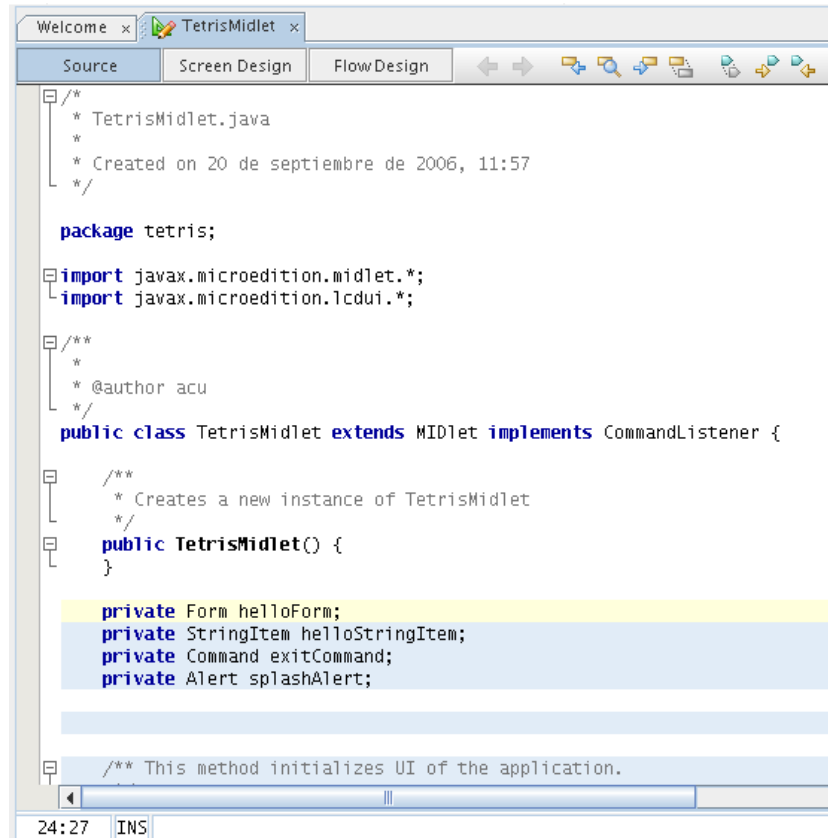 Welcome x TetrisMidlet x
Source Screen Design Flow Design
/*
* TetrisMidlet.java
*
* Created on 20 de septiembre de 2006, 11:57
*/
package tetris;
import javax.microedition.midlet.*;
import javax.microedition.lcdui.*;
/**
*
* @author acu
*/
public class TetrisMidlet extends MIDlet implements CommandListener {
/**
* Creates a new instance of TetrisMidlet
*/
public TetrisMidlet() {
}
private Form helloForm;
private StringItem helloStringItem;
private Command exitCommand;
private Alert splashAlert;
/** This method initializes UI of the application.
24:27 INS